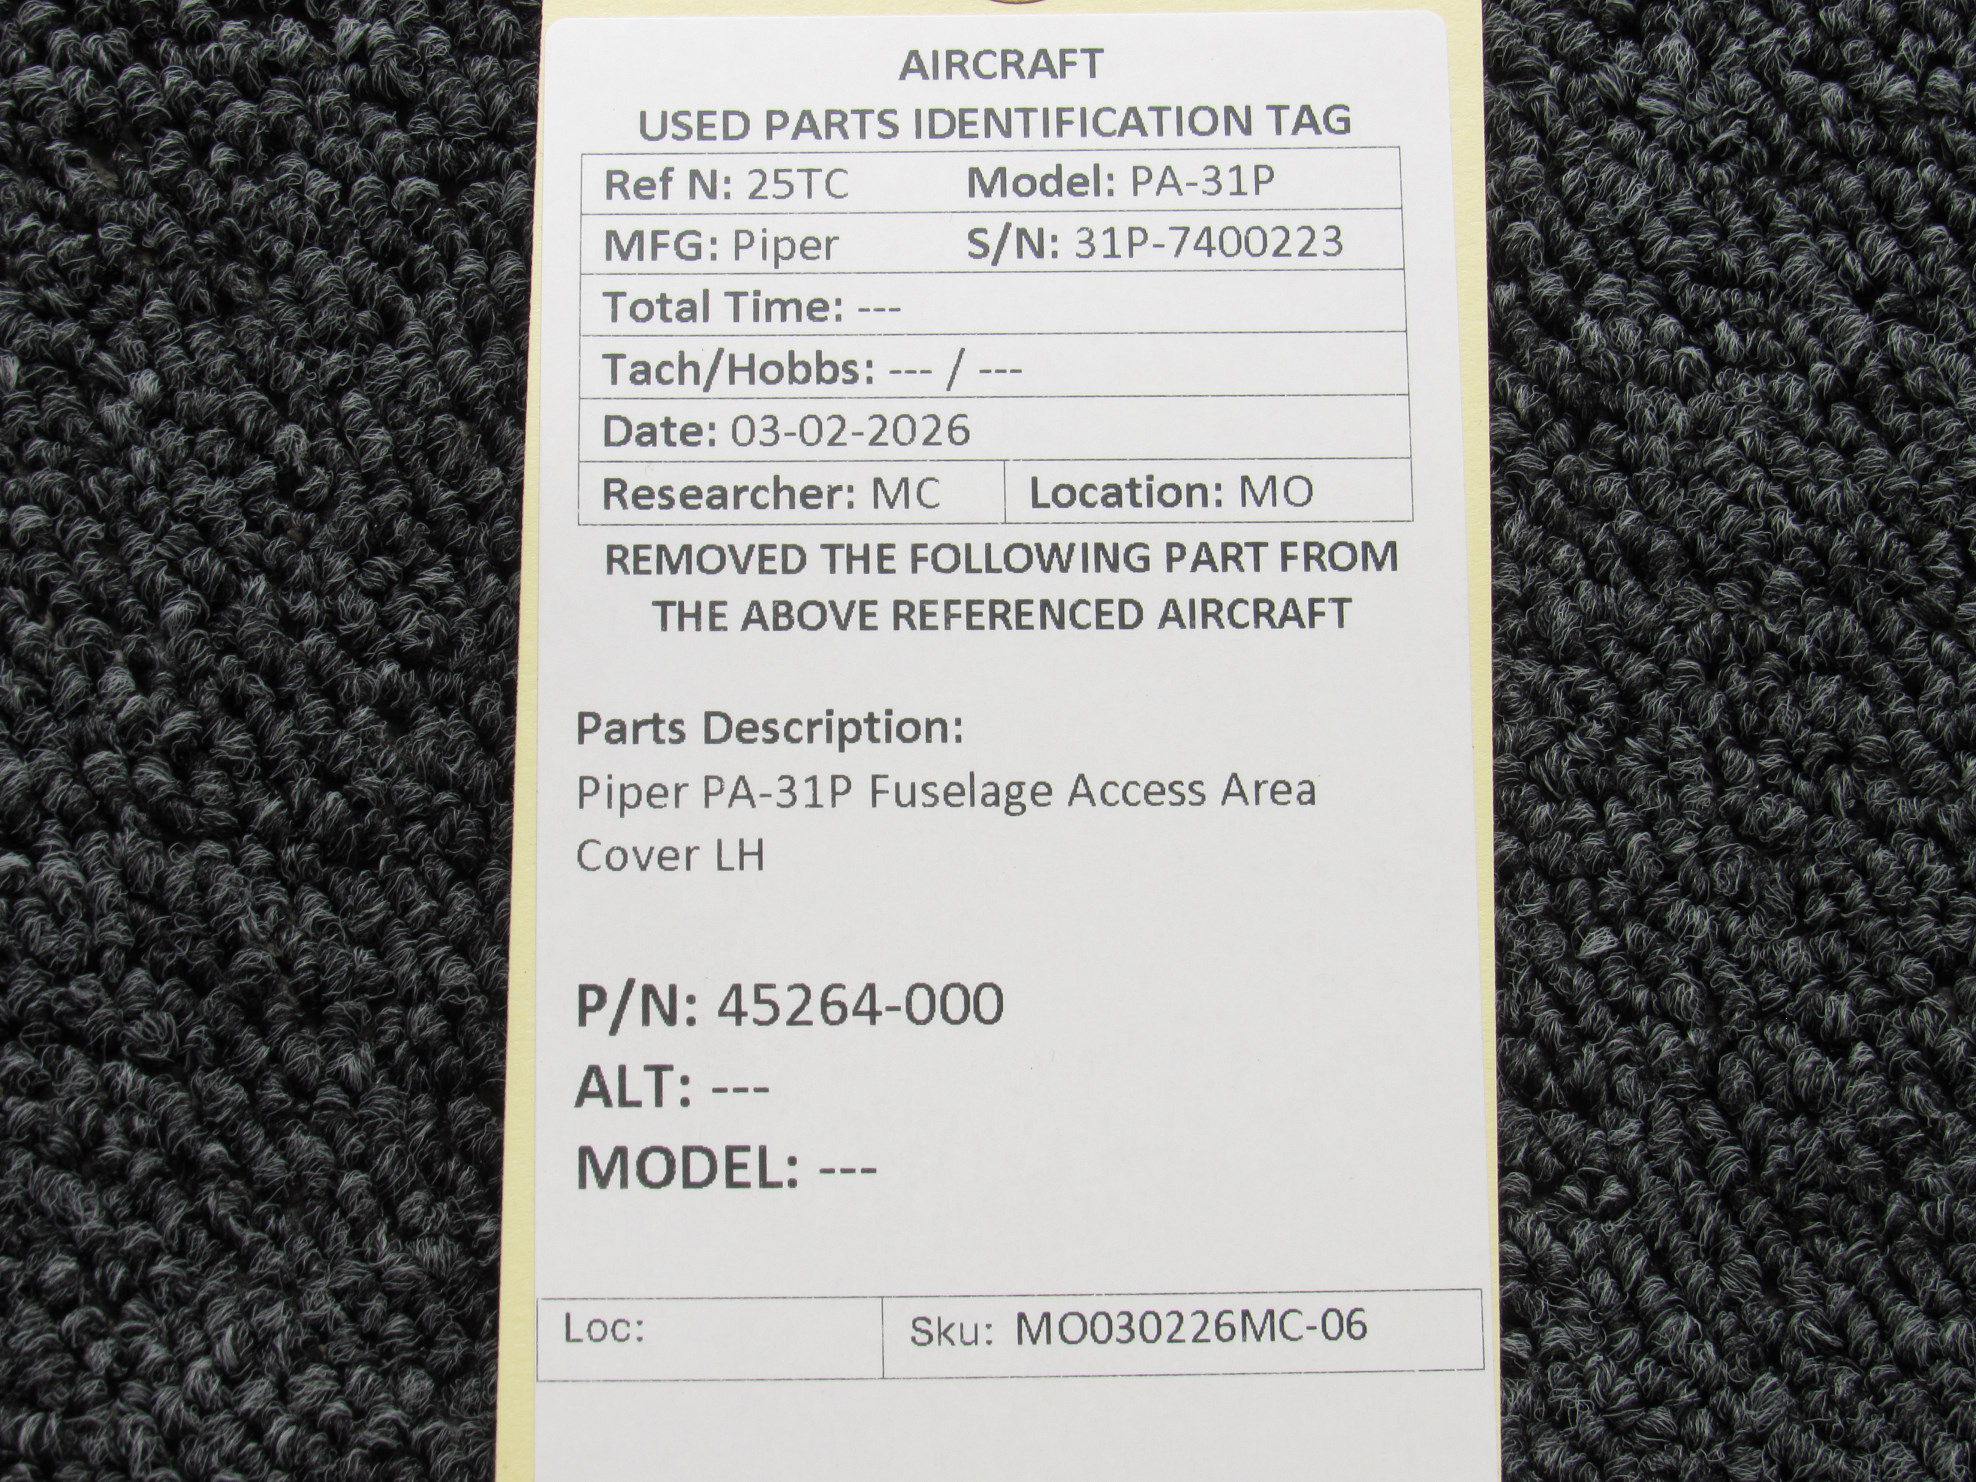 AIRCRAFT
USED PARTS IDENTIFICATION TAG
Ref N: 25TC Model: PA-31P
MFG: Piper S/N: 31P-7400223
Total Time: ---
Tach/Hobbs: --- / ---
Date: 03-02-2026
Researcher: MC Location: MO
REMOVED THE FOLLOWING PART FROM
THE ABOVE REFERENCED AIRCRAFT
Parts Description:
Piper PA-31P Fuselage Access Area
Cover LH
P/N: 45264-000
ALT: ---
MODEL: ---
Loc: Sku: MO030226MC-06